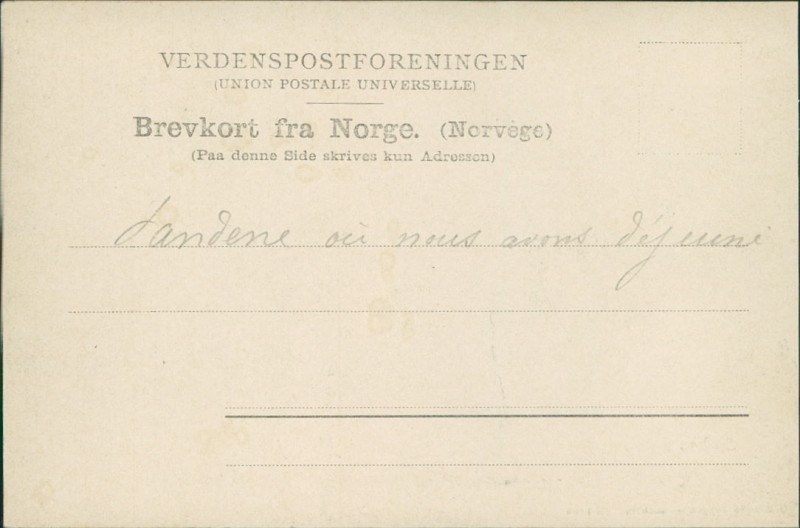 VERDENSPOSTFORENINGEN
(UNION POSTALE UNIVERSELLE)
Brevkort fra Norge. (Norvège)
(Paa denne Side skrives kun Adressen)
Sandene où nous avons déjeuné